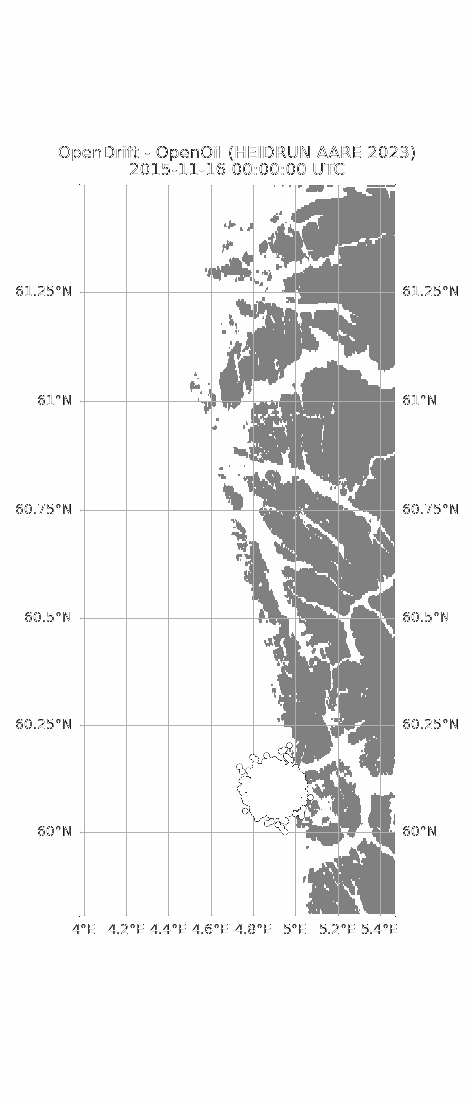 OpenDrift - OpenOil (HEIDRUN AARE 2023)
2015-11-16 00:00:00 UTC
61.25°N 61.25°N
61°N 61°N
60.75°N 60.75°N
60.5°N 60.5°N
60.25°N 60.25°N
60°N 60°N
4°E 4.2°E 4.4°E 4.6°E 4.8°E 5°E 5.2°E 5.4°E